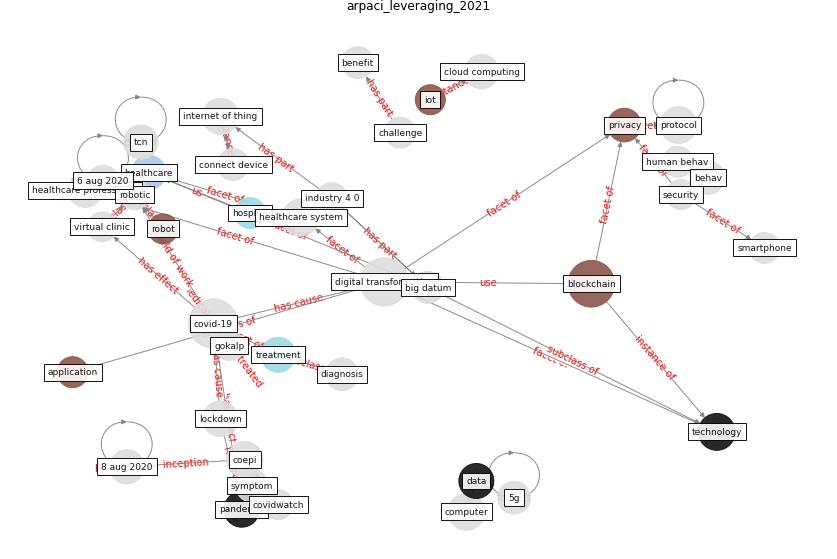 arpaci_leveraging_2021
benefit
cloud computing
iot
has part
internet of thing
challenge
privacy
protocol
tcn
connect device
has part
human behav
healthcare
6 aug 2020
behav
robotic
facet of
industry 4 0
security
virtual clinic
robot
healthcare system
facet of
facet of
facet of
smartphone
facet of
facet of
has part
has effect
digital
big datum
use
blockchain
has cause
covid-19
gokalp
treatment
subclass of
instance of
application
treated
diagnosis
lockdown
technology
8 aug 2020
inception
coepi
symptom
data
5g
covidwatch
computer